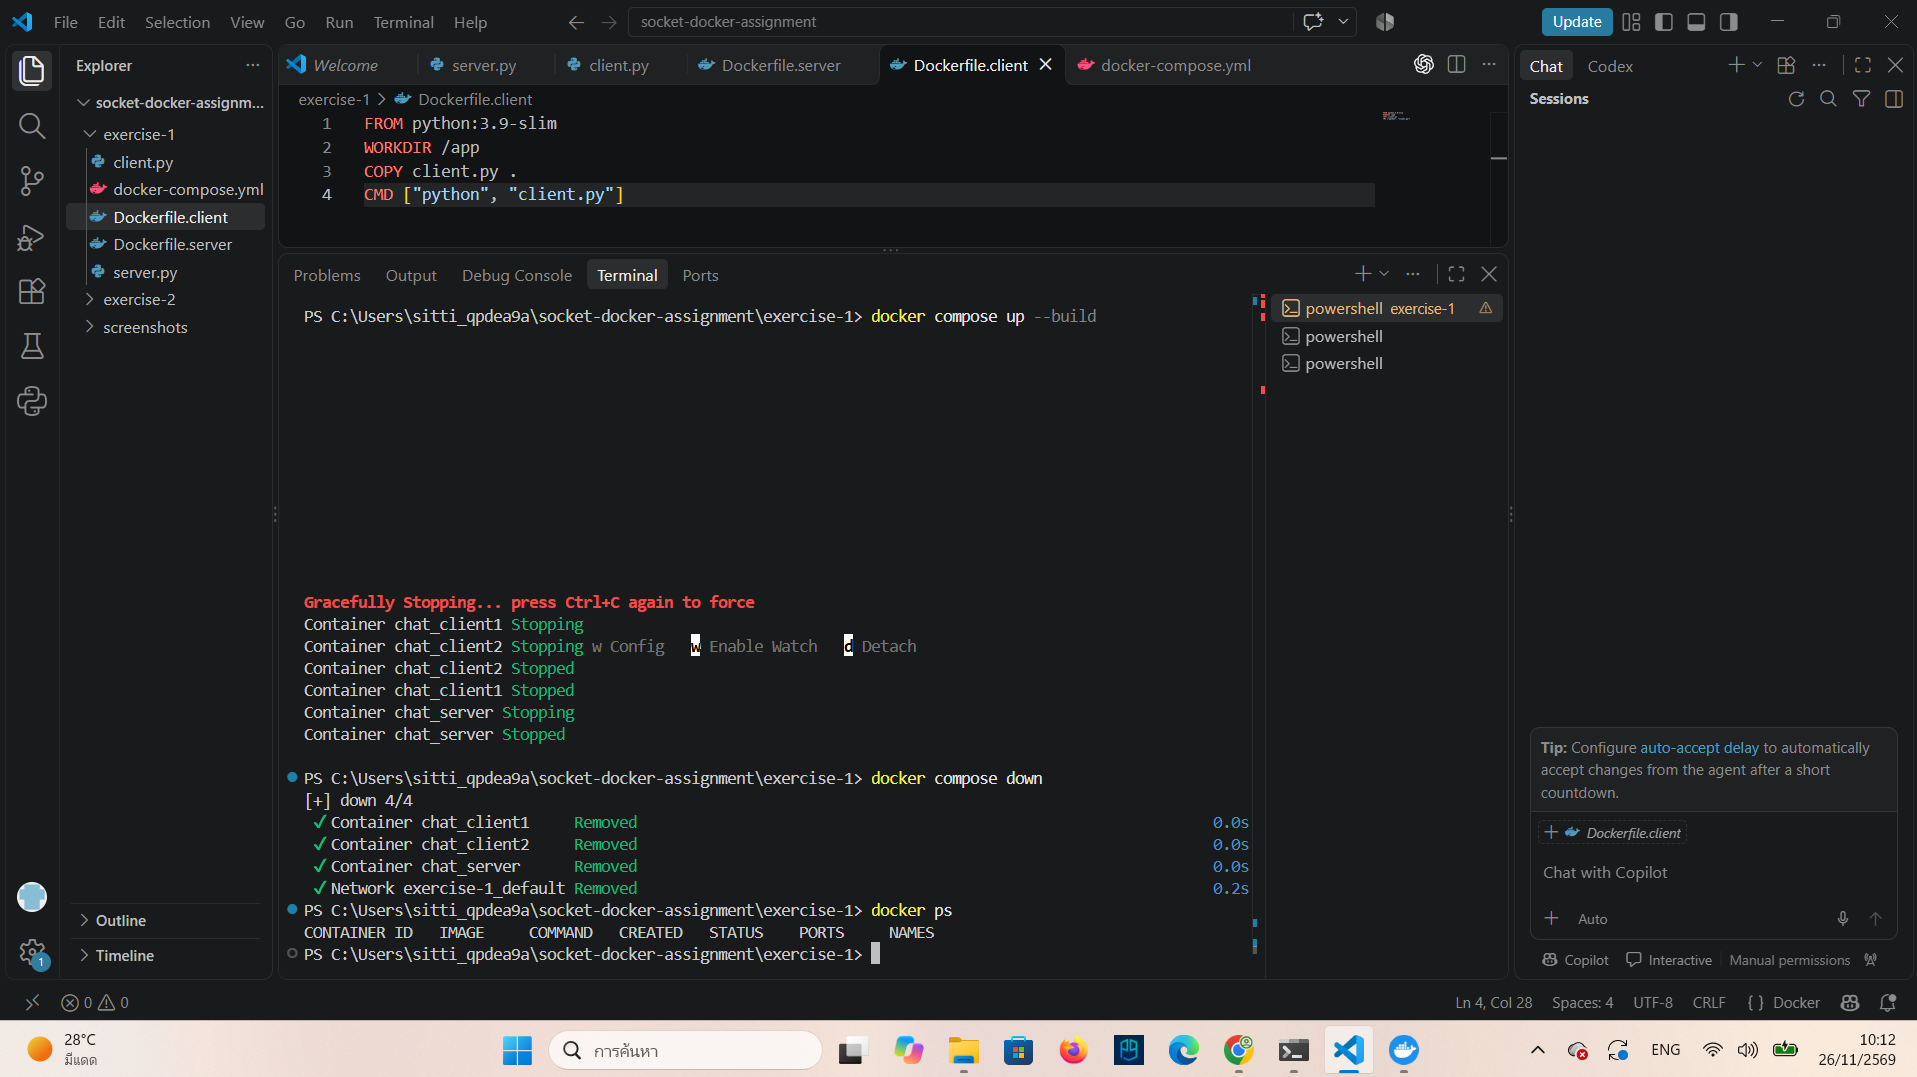 File Edit Selection View Go Run Terminal Help
socket-docker-assignment
Update
Explorer
socket-docker-assignm...
exercise-1
client.py
docker-compose.yml
Dockerfile.client
Dockerfile.server
server.py
exercise-2
screenshots
Outline
Timeline
1
Welcome
server.py
client.py
Dockerfile.server
Dockerfile.client
docker-compose.yml
exercise-1 > Dockerfile.client
1 FROM python:3.9-slim
2 WORKDIR /app
3 COPY client.py .
4 CMD ["python", "client.py"]
Problems Output Debug Console Terminal Ports
PS C:\Users\sitti_qpdea9a\socket-docker-assignment\exercise-1> docker compose up --build
Gracefully Stopping... press Ctrl+C again to force
Container chat_client1 Stopping
Container chat_client2 Stopping w Config w Enable Watch d Detach
Container chat_client2 Stopped
Container chat_client1 Stopped
Container chat_server Stopping
Container chat_server Stopped
PS C:\Users\sitti_qpdea9a\socket-docker-assignment\exercise-1> docker compose down
[+] down 4/4
✓Container chat_client1 Removed 0.0s
✓Container chat_client2 Removed 0.0s
✓Container chat_server Removed 0.0s
✓Network exercise-1_default Removed 0.2s
PS C:\Users\sitti_qpdea9a\socket-docker-assignment\exercise-1> docker ps
CONTAINER ID IMAGE COMMAND CREATED STATUS PORTS NAMES
PS C:\Users\sitti_qpdea9a\socket-docker-assignment\exercise-1>
powershell exercise-1
powershell
powershell
Chat Codex
Sessions
Tip: Configure auto-accept delay to automatically
accept changes from the agent after a short
countdown.
Dockerfile.client
Chat with Copilot
Auto
Copilot Interactive Manual permissions
0 0
Ln 4, Col 28 Spaces: 4 UTF-8 CRLF {} Docker
28°C
มีแดด
การค้นหา
ENG
10:12
26/11/2569